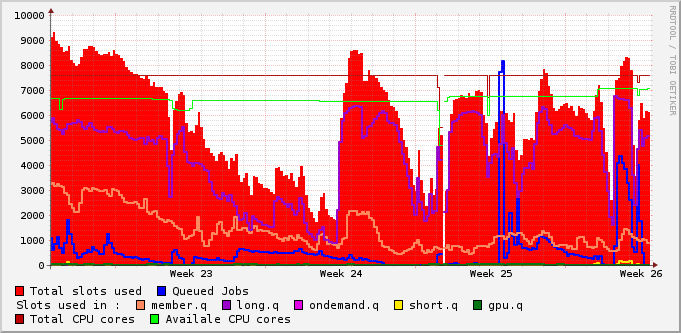 10000
9000
8000
7000
6000
5000
4000
3000
2000
1000
0
Week 23 Week 24 Week 25 Week 26
RRDTOOL / TOBI OETIKER
Total slots used Queued Jobs
Slots used in : member.q long.q ondemand.q short.q gpu.q
Total CPU cores Availale CPU cores